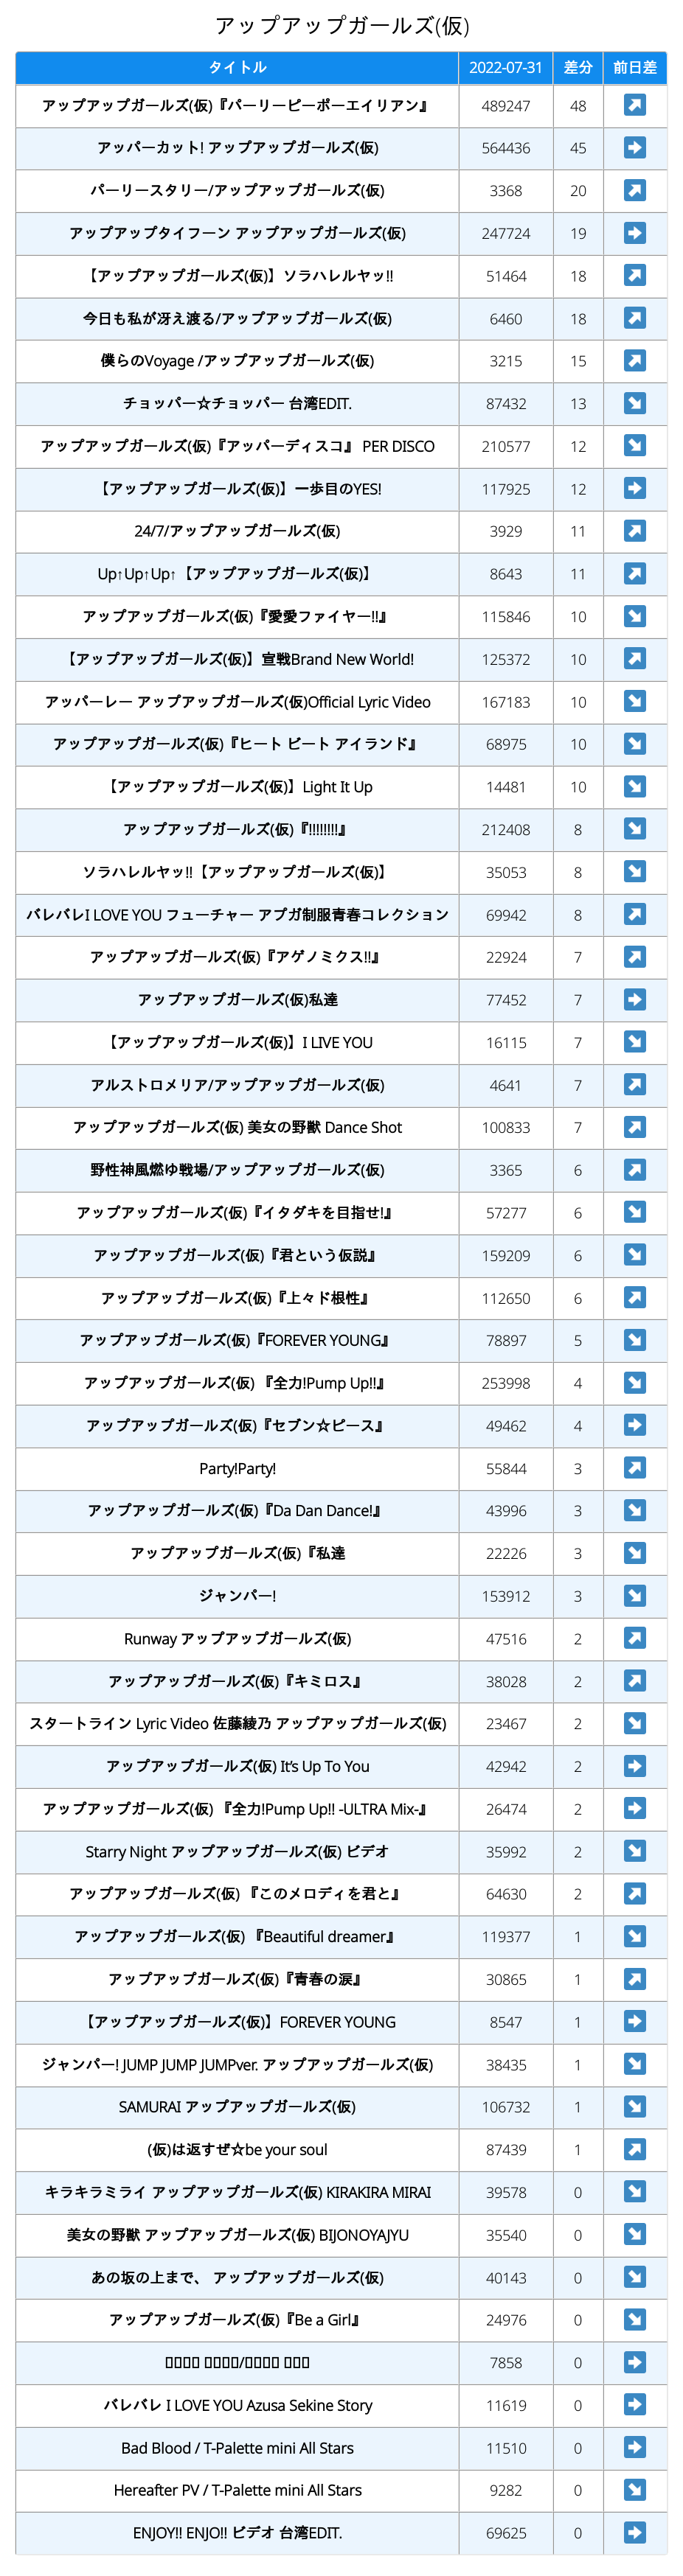 アップアップガールズ(仮)
タイトル 2022-07-31 差分 前日差
アップアップガールズ(仮)『パーリーピーポーエイリアン』 489247 48 ↗
アッパーカット! アップアップガールズ(仮) 564436 45 ➡
パーリースタリー/アップアップガールズ(仮) 3368 20 ↗
アップアップタイフーン アップアップガールズ(仮) 247724 19 ➡
【アップアップガールズ(仮)】ソラハレルヤッ!! 51464 18 ↗
今日も私が冴え渡る/アップアップガールズ(仮) 6460 18 ↗
僕らのVoyage /アップアップガールズ(仮) 3215 15 ↗
チョッパー☆チョッパー 台湾EDIT. 87432 13 ↘
アップアップガールズ(仮)『アッパーディスコ』 PER DISCO 210577 12 ↘
【アップアップガールズ(仮)】一歩目のYES! 117925 12 ➡
24/7/アップアップガールズ(仮) 3929 11 ↗
Up↑Up↑Up↑【アップアップガールズ(仮)】 8643 11 ↗
アップアップガールズ(仮)『愛愛ファイヤー!!』 115846 10 ↘
【アップアップガールズ(仮)】宣戦Brand New World! 125372 10 ↗
アッパーレー アップアップガールズ(仮)Official Lyric Video 167183 10 ↘
アップアップガールズ(仮)『ヒート ビート アイランド』 68975 10 ↘
【アップアップガールズ(仮)】Light It Up 14481 10 ↘
アップアップガールズ(仮)『!!!!!!!!』 212408 8 ↘
ソラハレルヤッ!!【アップアップガールズ(仮)】 35053 8 ↘
バレバレI LOVE YOU フューチャー アプガ制服青春コレクション 69942 8 ↗
アップアップガールズ(仮)『アゲノミクス!!』 22924 7 ↗
アップアップガールズ(仮)私達 77452 7 ➡
【アップアップガールズ(仮)】I LIVE YOU 16115 7 ↘
アルストロメリア/アップアップガールズ(仮) 4641 7 ↗
アップアップガールズ(仮) 美女の野獣 Dance Shot 100833 7 ↗
野性神風燃ゆ戦場/アップアップガールズ(仮) 3365 6 ↗
アップアップガールズ(仮)『イタダキを目指せ!』 57277 6 ↘
アップアップガールズ(仮)『君という仮説』 159209 6 ↘
アップアップガールズ(仮)『上々ド根性』 112650 6 ↗
アップアップガールズ(仮)『FOREVER YOUNG』 78897 5 ↘
アップアップガールズ(仮) 『全力!Pump Up!!』 253998 4 ↘
アップアップガールズ(仮)『セブン☆ピース』 49462 4 ➡
Party!Party! 55844 3 ↗
アップアップガールズ(仮)『Da Dan Dance!』 43996 3 ↘
アップアップガールズ(仮)『私達 22226 3 ↘
ジャンパー! 153912 3 ↘
Runway アップアップガールズ(仮) 47516 2 ↗
アップアップガールズ(仮)『キミロス』 38028 2 ↗
スタートライン Lyric Video 佐藤綾乃 アップアップガールズ(仮) 23467 2 ↘
アップアップガールズ(仮) It's Up To You 42942 2 ➡
アップアップガールズ(仮) 『全力!Pump Up!! -ULTRA Mix-』 26474 2 ➡
Starry Night アップアップガールズ(仮) ビデオ 35992 2 ↘
アップアップガールズ(仮) 『このメロディを君と』 64630 2 ↗
アップアップガールズ(仮) 『Beautiful dreamer』 119377 1 ↘
アップアップガールズ(仮)『青春の涙』 30865 1 ↗
【アップアップガールズ(仮)】FOREVER YOUNG 8547 1 ➡
ジャンパー! JUMP JUMP JUMPver. アップアップガールズ(仮) 38435 1 ↘
SAMURAI アップアップガールズ(仮) 106732 1 ↘
(仮)は返すぜ☆be your soul 87439 1 ↗
キラキラミライ アップアップガールズ(仮) KIRAKIRA MIRAI 39578 0 ↘
美女の野獣 アップアップガールズ(仮) BIJONOYAJYU 35540 0 ↘
あの坂の上まで、 アップアップガールズ(仮) 40143 0 ↘
アップアップガールズ(仮)『Be a Girl』 24976 0 ↘
7858 0 ➡
バレバレ I LOVE YOU Azusa Sekine Story 11619 0 ➡
Bad Blood / T-Palette mini All Stars 11510 0 ➡
Hereafter PV / T-Palette mini All Stars 9282 0 ↘
ENJOY!! ENJO!! ビデオ 台湾EDIT. 69625 0 ➡